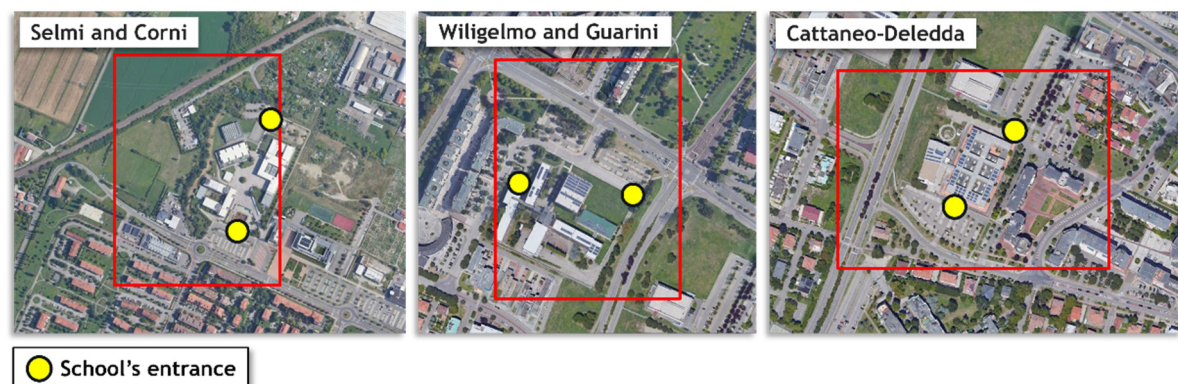 Selmi and Corni
Wiligelmo and Guarini
Cattaneo-Deledda
School's entrance